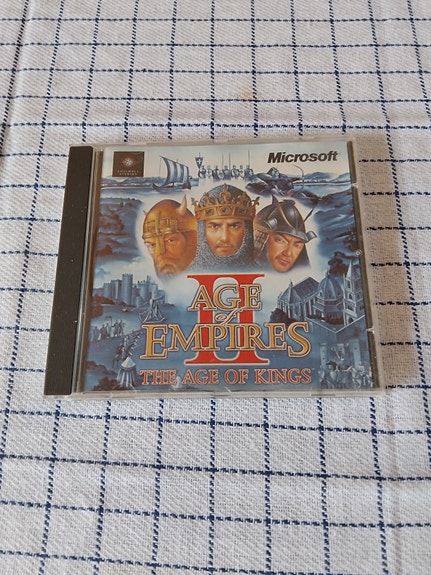 Microsoft
II
AGE
of
EMPIRES
THE AGE OF KINGS